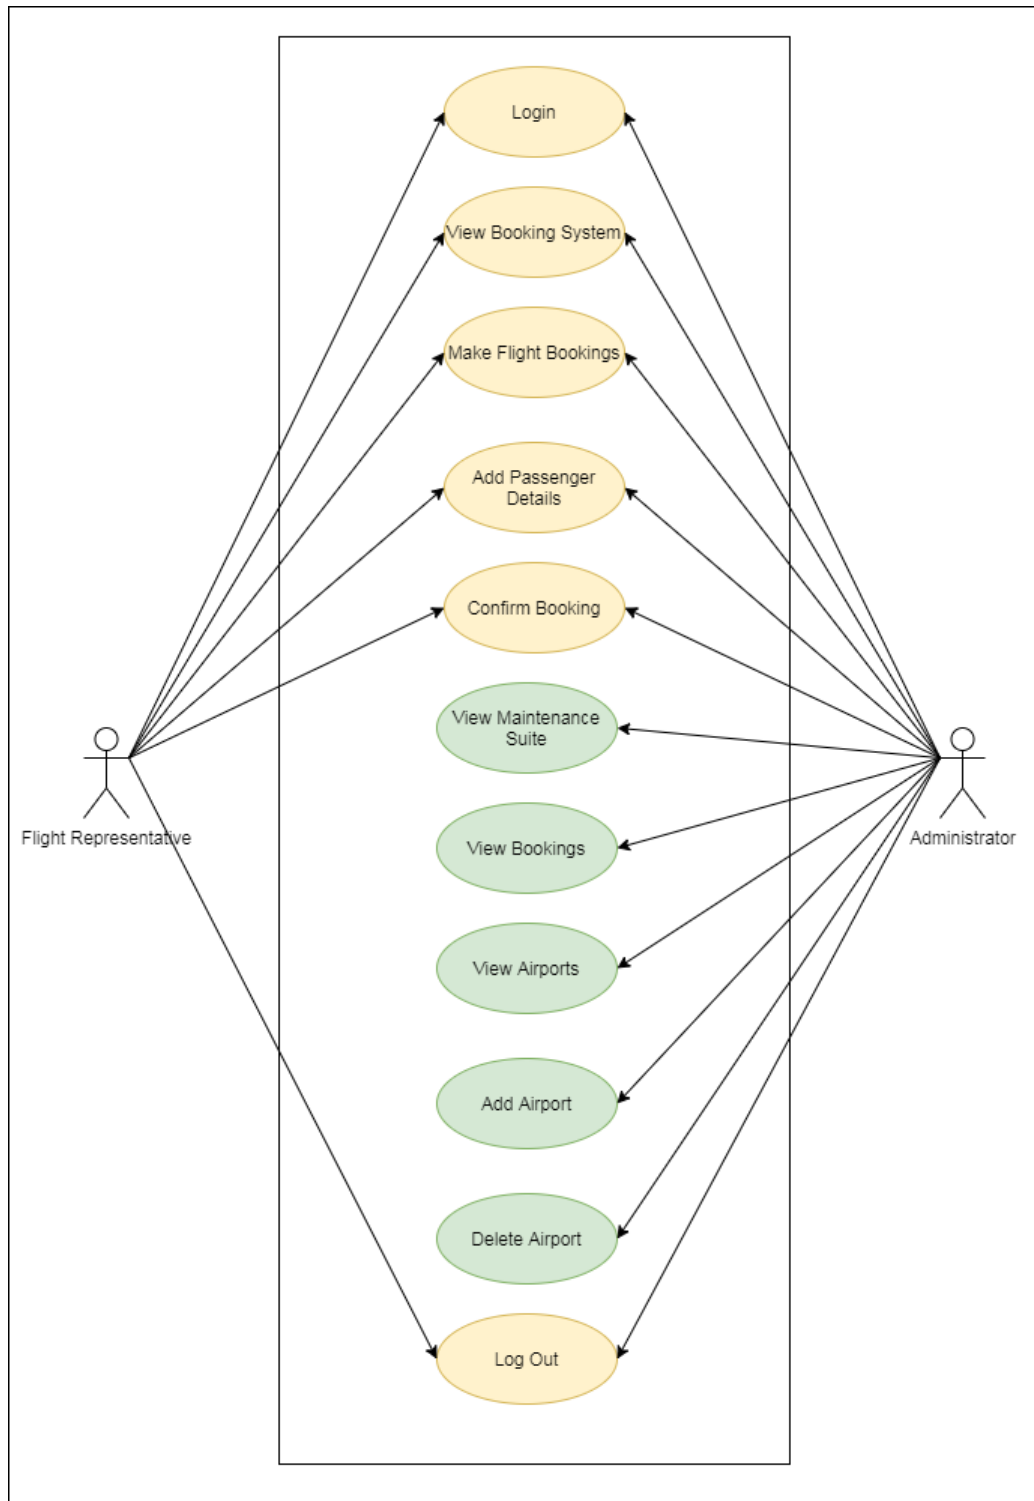 Login
View Booking System
Make Flight Bookings
Add Passenger
Details
Confirm Booking
View Maintenance
Suite
Flight Representative
Administrator
View Bookings
View Airports
Add Airport
Delete Airport
Log Out